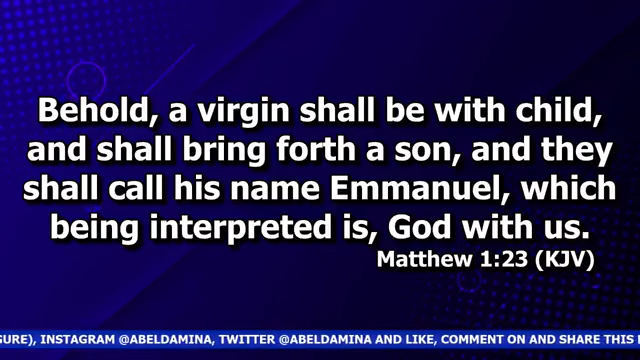 Behold, a virgin shall be with child,
and shall bring forth a son, and they
shall call his name Emmanuel, which
being interpreted is, God with us.
Matthew 1:23 (KJV)
GURE), INSTAGRAM @ABELDAMINA, TWITTER @ABELDAMINA AND LIKE, COMMENT ON AND SHARE THIS